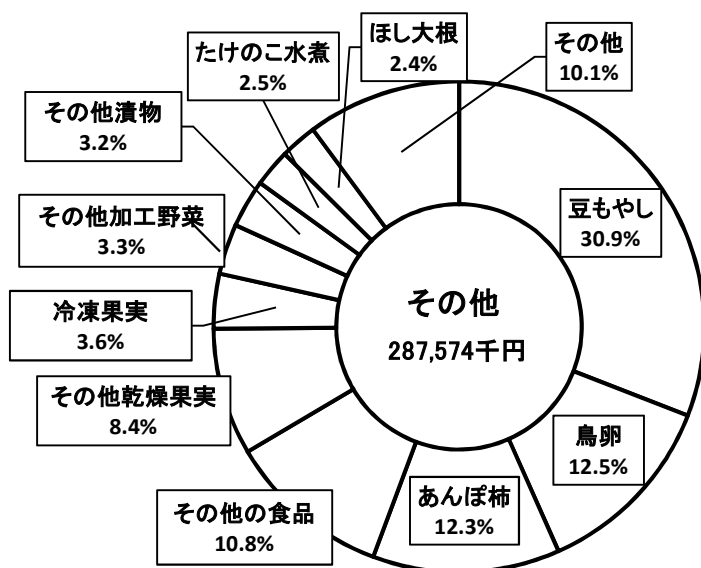 ほし大根
2.4%
その他
10.1%
たけのこ水煮
2.5%
その他漬物
3.2%
その他加工野菜
3.3%
冷凍果実
3.6%
その他乾燥果実
8.4%
その他の食品
10.8%
あんぽ柿
12.3%
鳥卵
12.5%
豆もやし
30.9%
その他
287,574千円